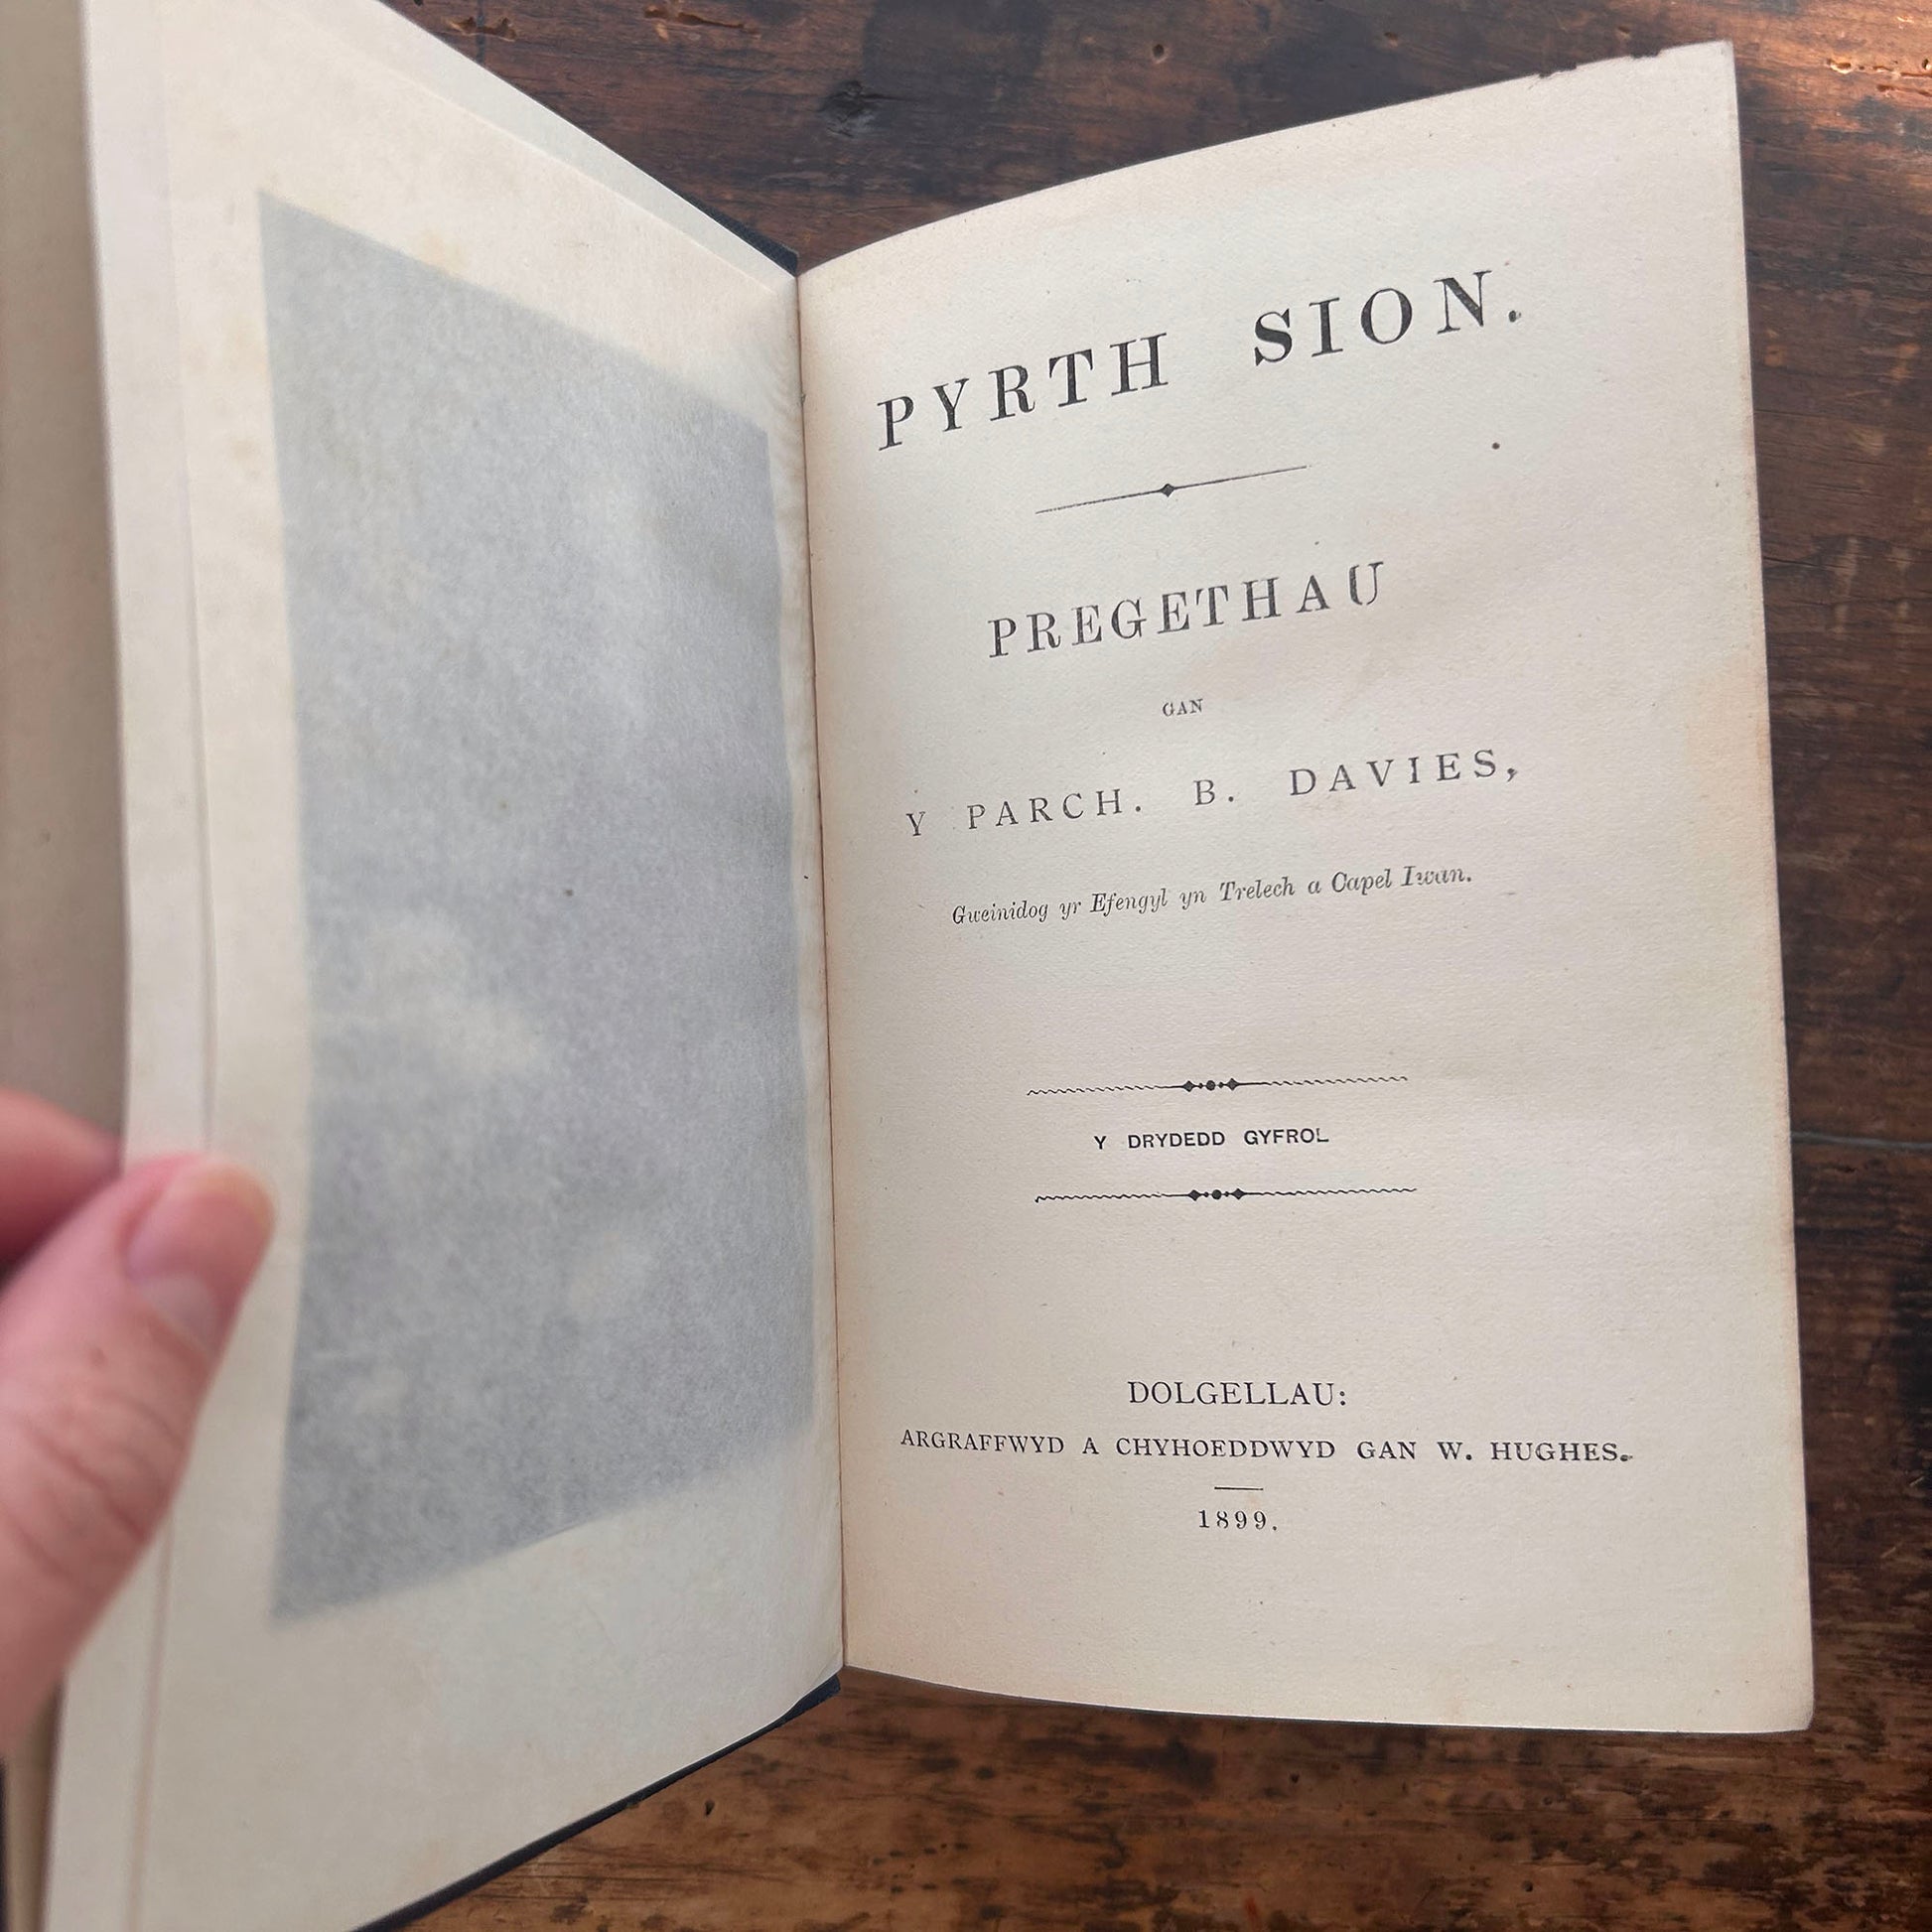 PYRTH SION.
PREGETHAU
GAN
Y PARCH. B. DAVIES,
Gweinidog yr Efengyl yn Trelech a Capel Iwan.
Y DRYDEDD GYFROL
DOLGELLAU:
ARGRAFFWYD A CHYHOEDDWYD GAN W. HUGHES.
1899.